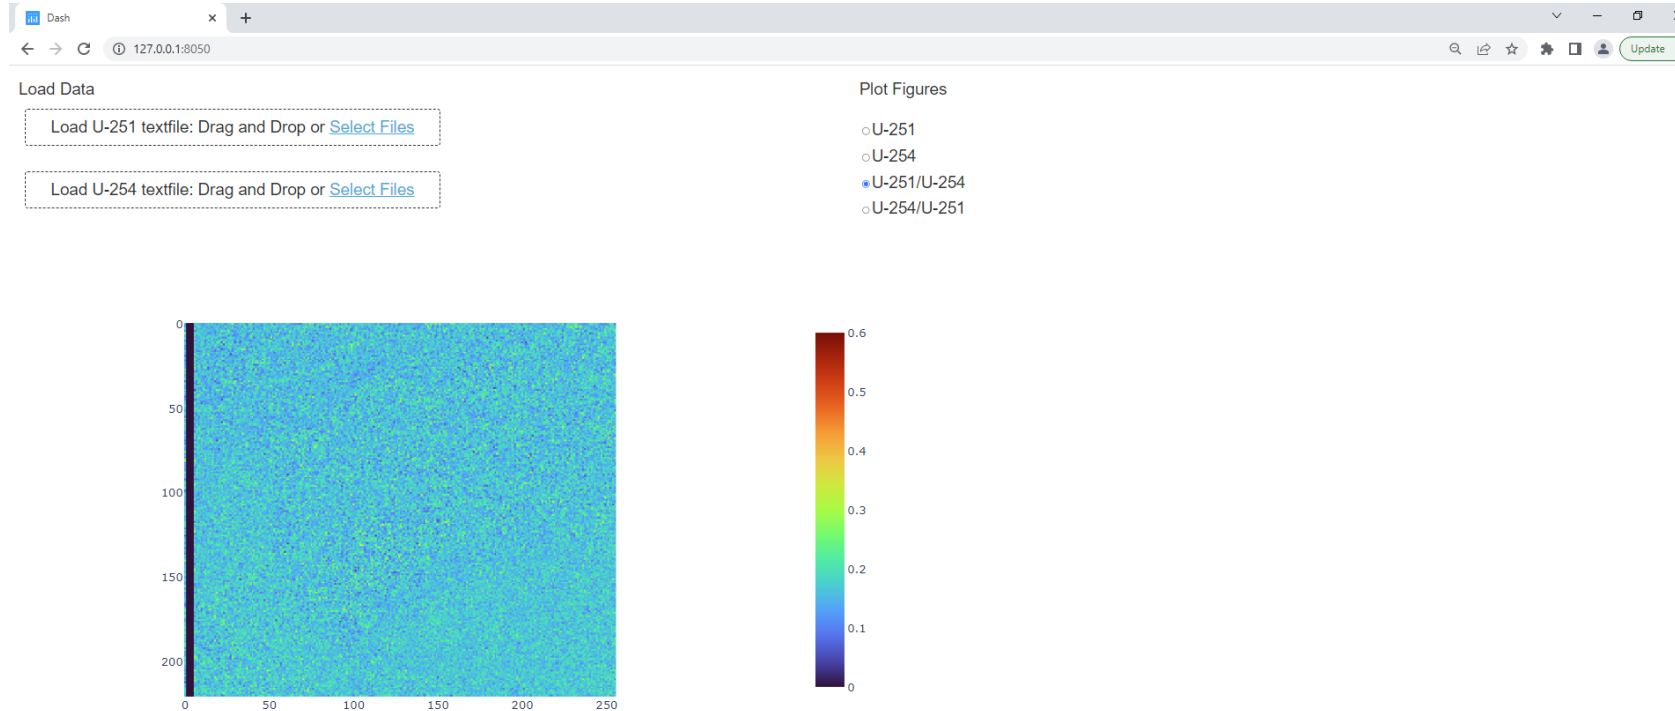 Dash
127.0.0.1:8050
Update
Load Data
Load U-251 textfile: Drag and Drop or Select Files
Load U-254 textfile: Drag and Drop or Select Files
Plot Figures
U-251
U-254
U-251/U-254
U-254/U-251
0
50
100
150
200
0
50
100
150
200
250
0.6
0.5
0.4
0.3
0.2
0.1
0